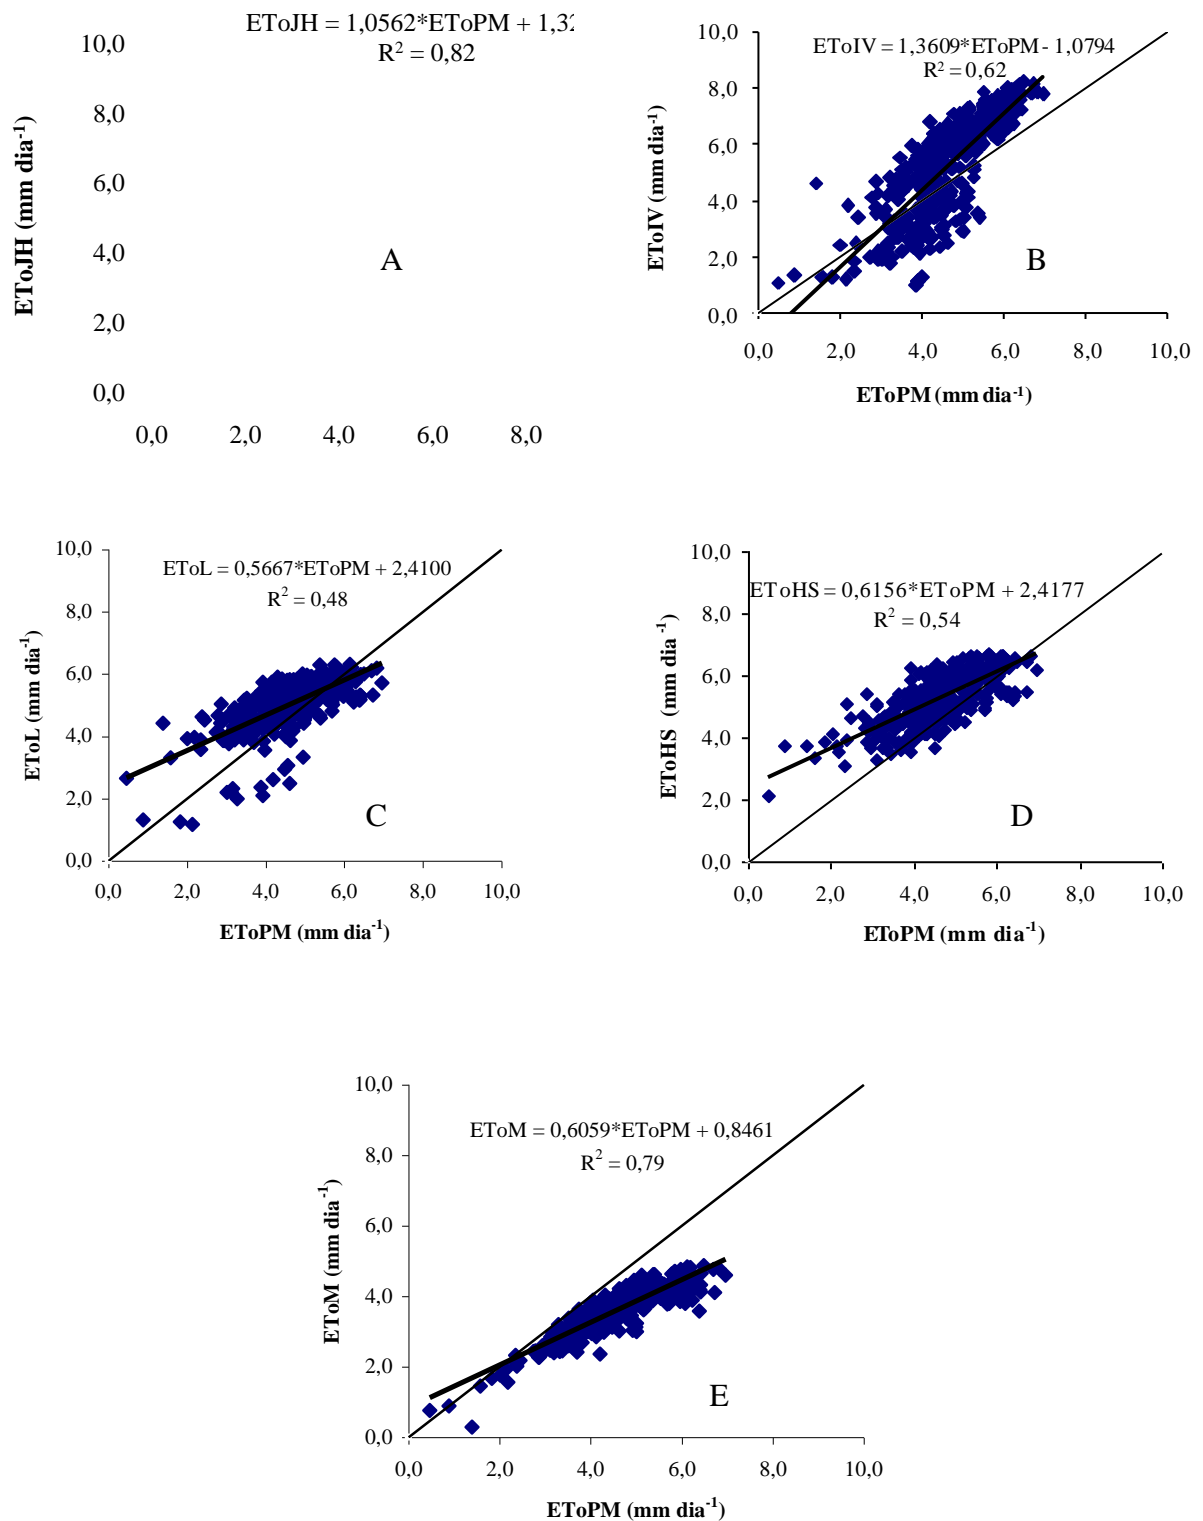 EToJH = 1,0562*EToPM + 1,32
R² = 0,82
10,0
8,0
6,0
4,0
2,0
0,0
EToJH (mm dia⁻¹)
A
0,0 2,0 4,0 6,0 8,0
EToIV = 1,3609*EToPM - 1,0794
R² = 0,62
10,0
8,0
6,0
4,0
2,0
0,0
EToIV (mm dia⁻¹)
B
0,0 2,0 4,0 6,0 8,0 10,0
EToPM (mm dia⁻¹)
EToL = 0,5667*EToPM + 2,4100
R² = 0,48
10,0
8,0
6,0
4,0
2,0
0,0
EToL (mm dia⁻¹)
C
0,0 2,0 4,0 6,0 8,0 10,0
EToPM (mm dia⁻¹)
EToHS = 0,6156*EToPM + 2,4177
R² = 0,54
10,0
8,0
6,0
4,0
2,0
0,0
EToHS (mm dia⁻¹)
D
0,0 2,0 4,0 6,0 8,0 10,0
EToPM (mm dia⁻¹)
EToM = 0,6059*EToPM + 0,8461
R² = 0,79
10,0
8,0
6,0
4,0
2,0
0,0
EToM (mm dia⁻¹)
E
0,0 2,0 4,0 6,0 8,0 10,0
EToPM (mm dia⁻¹)